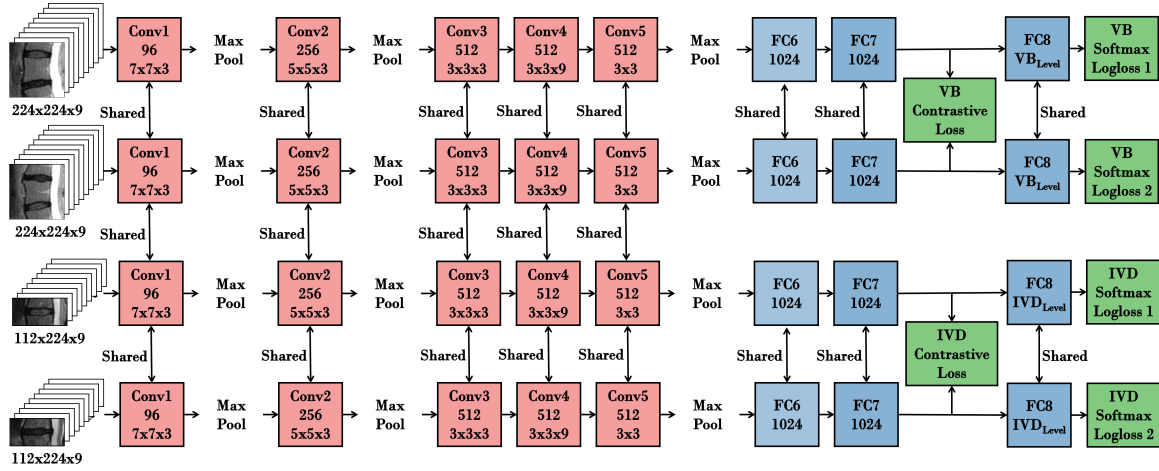 Conv1 96 7x7x3 Max Pool Conv2 256 5x5x3 Max Pool Conv3 512 3x3x3 Conv4 512 3x3x9 Conv5 512 3x3 Max Pool FC6 1024 FC7 1024 FC8 VBLevel VB Softmax Logloss 1
224x224x9
Shared Shared Shared Shared Shared Shared Shared VB Contrastive Loss Shared
Conv1 96 7x7x3 Max Pool Conv2 256 5x5x3 Max Pool Conv3 512 3x3x3 Conv4 512 3x3x9 Conv5 512 3x3 Max Pool FC6 1024 FC7 1024 FC8 VBLevel VB Softmax Logloss 2
224x224x9
Shared Shared Shared Shared Shared
Conv1 96 7x7x3 Max Pool Conv2 256 5x5x3 Max Pool Conv3 512 3x3x3 Conv4 512 3x3x9 Conv5 512 3x3 Max Pool FC6 1024 FC7 1024 FC8 IVDLevel IVD Softmax Logloss 1
112x224x9
Shared Shared Shared Shared Shared Shared Shared IVD Contrastive Loss Shared
Conv1 96 7x7x3 Max Pool Conv2 256 5x5x3 Max Pool Conv3 512 3x3x3 Conv4 512 3x3x9 Conv5 512 3x3 Max Pool FC6 1024 FC7 1024 FC8 IVDLevel IVD Softmax Logloss 2
112x224x9